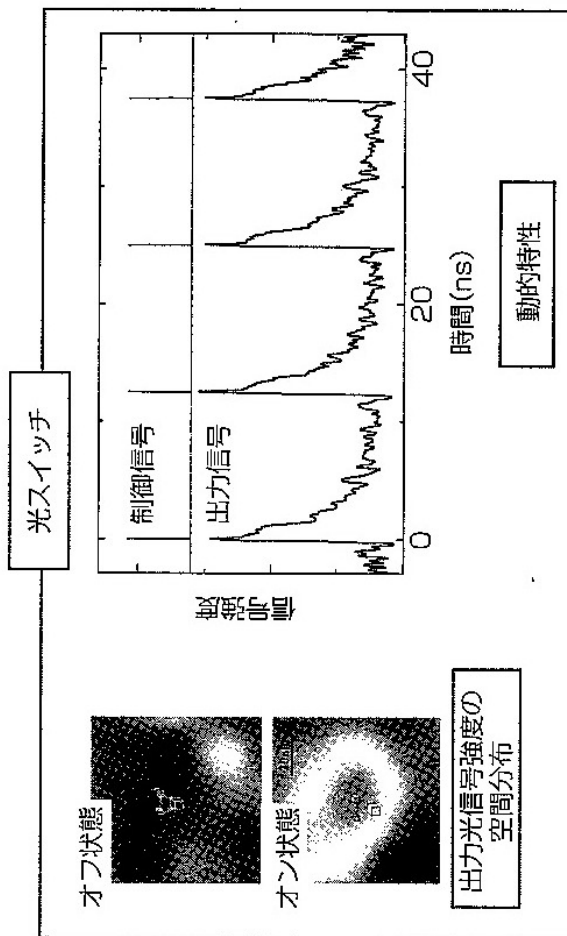 光スイッチ
オフ状態
オン状態
出力光信号強度の
空間分布
信号強度
制御信号
出力信号
0
20
40
時間(ns)
動的特性